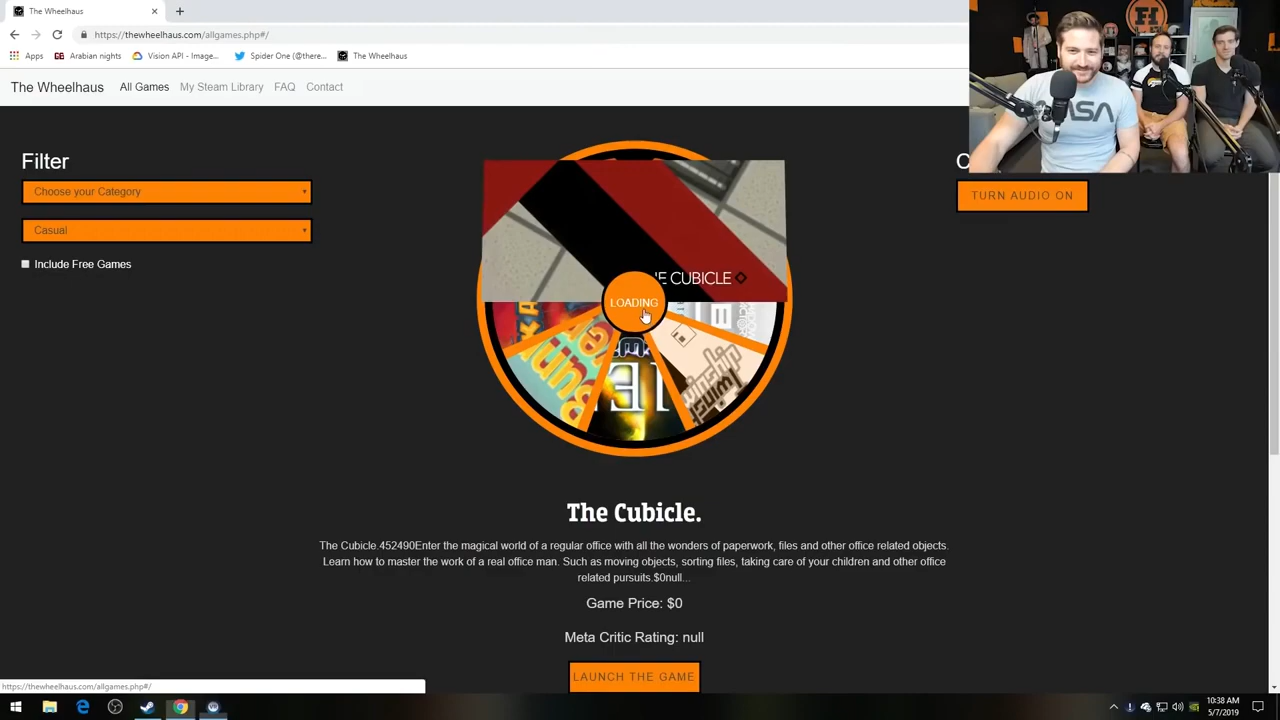 The Wheelhaus
https://thewheelhaus.com/allgames.php#/
Apps
Arabian nights
Vision API - Image...
Spider One (@there...
The Wheelhaus
The Wheelhaus
All Games
My Steam Library
FAQ
Contact
Filter
Choose your Category
Casual
Include Free Games
CUBICLE
LOADING
TURN AUDIO ON
The Cubicle.
The Cubicle.452490Enter the magical world of a regular office with all the wonders of paperwork, files and other office related objects.
Learn how to master the work of a real office man. Such as moving objects, sorting files, taking care of your children and other office
related pursuits.$0null...
Game Price: $0
Meta Critic Rating: null
LAUNCH THE GAME
https://thewheelhaus.com/allgames.php#/
10:38 AM
5/7/2019